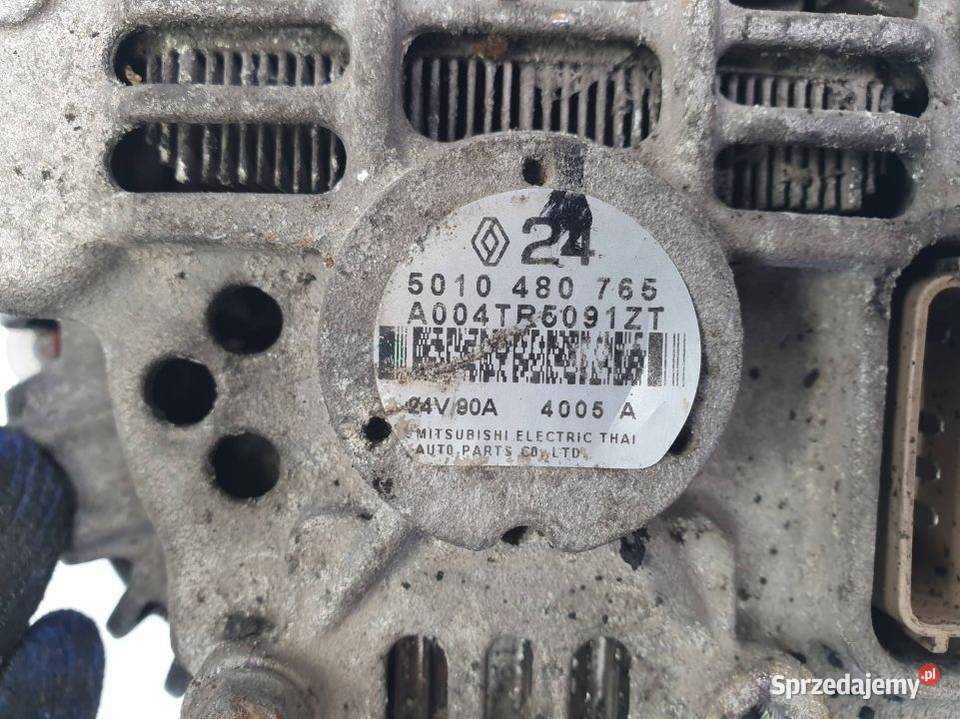 24
5010 480 765
A004TR5091ZT
24V/90A 4005 A
MITSUBISHI ELECTRIC THAI
AUTO PARTS CO.,LTD.
Sprzedajemy.pl